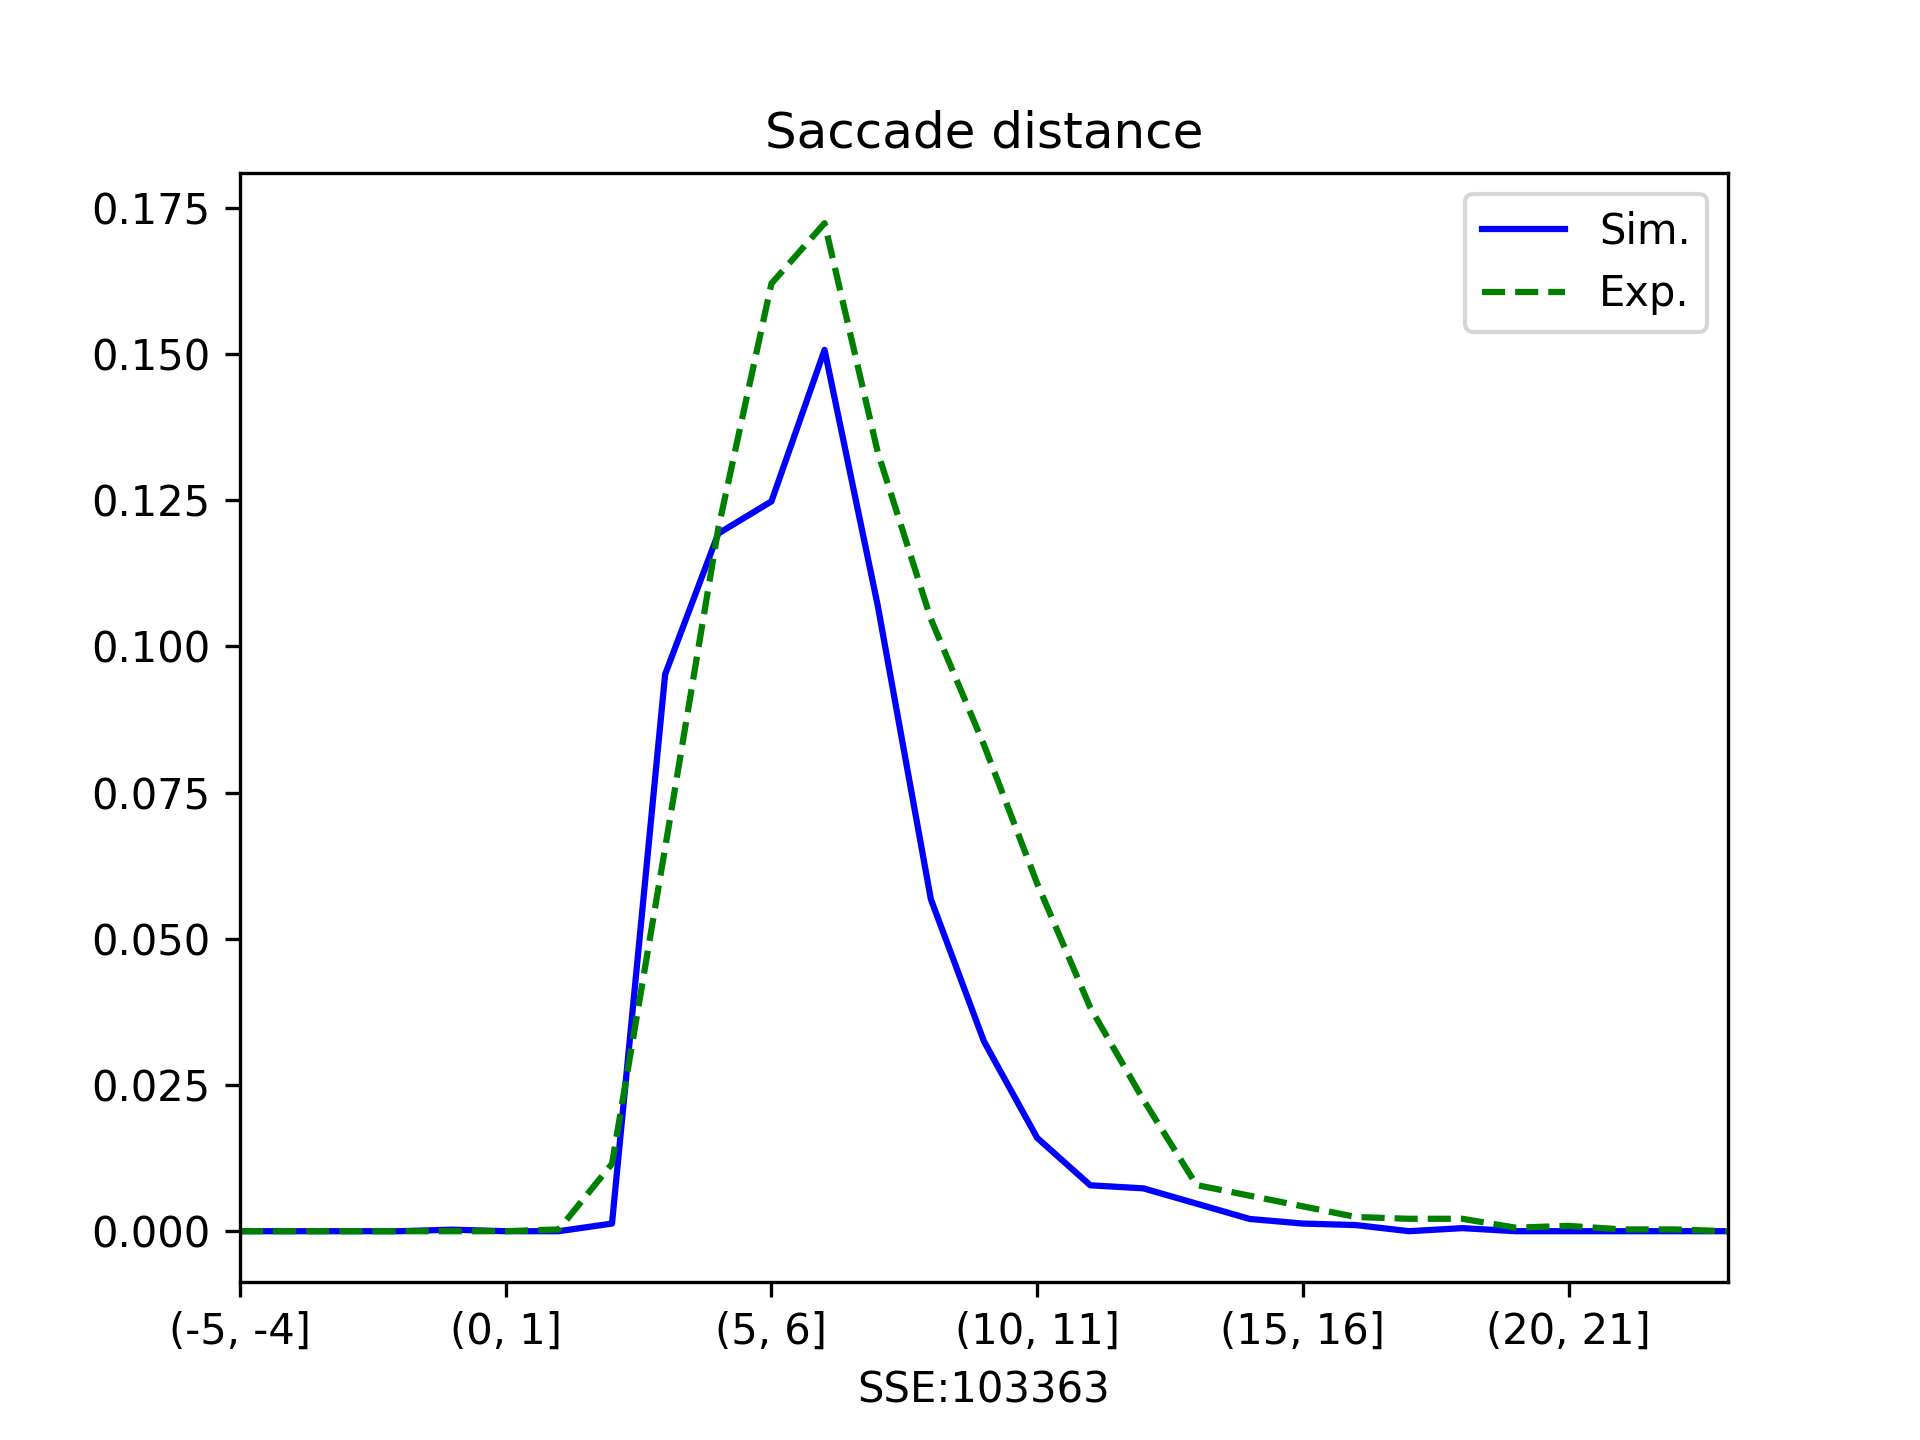 Saccade distance
0.175
0.150
0.125
0.100
0.075
0.050
0.025
0.000
Sim.
Exp.
(-5, -4] (0, 1] (5, 6] (10, 11] (15, 16] (20, 21]
SSE:103363